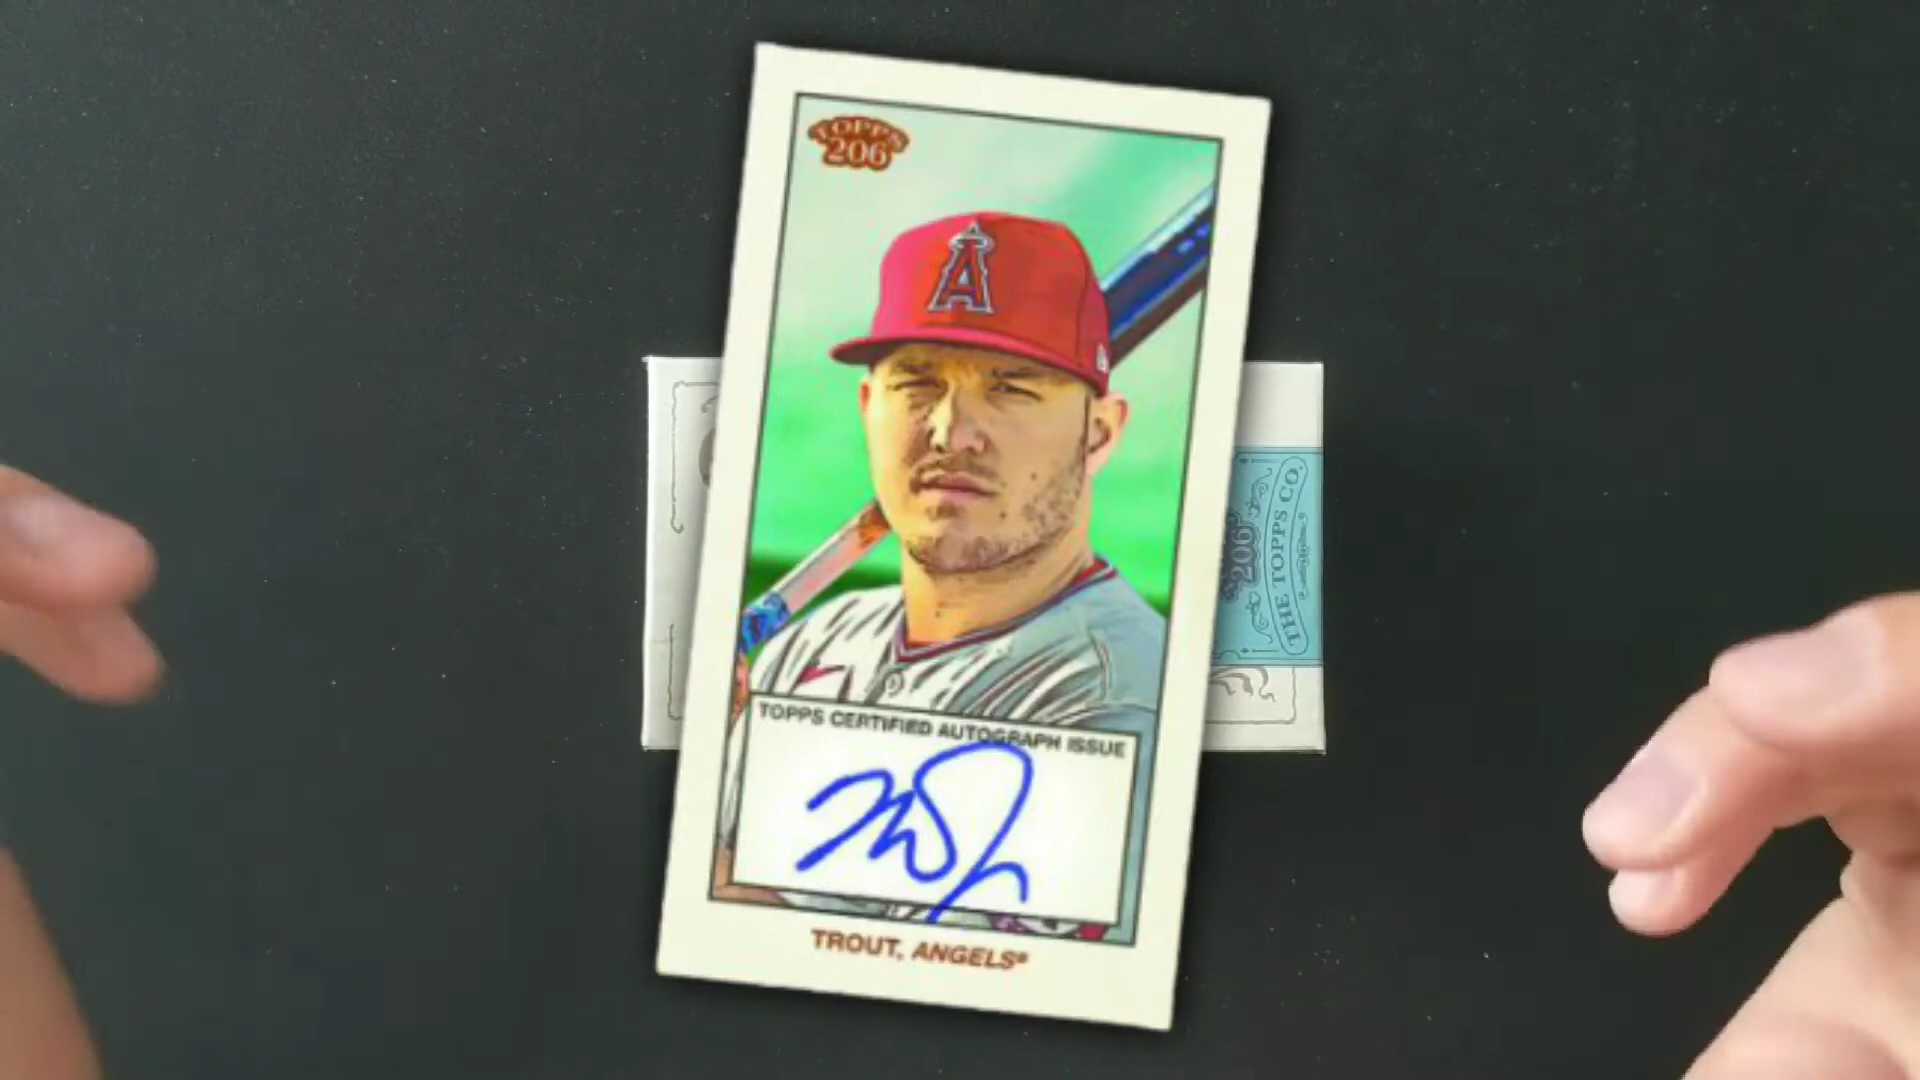 TOPPS
206
A
TOPPS CERTIFIED AUTOGRAPH ISSUE
TROUT, ANGELS®
206
THE TOPPS CO.